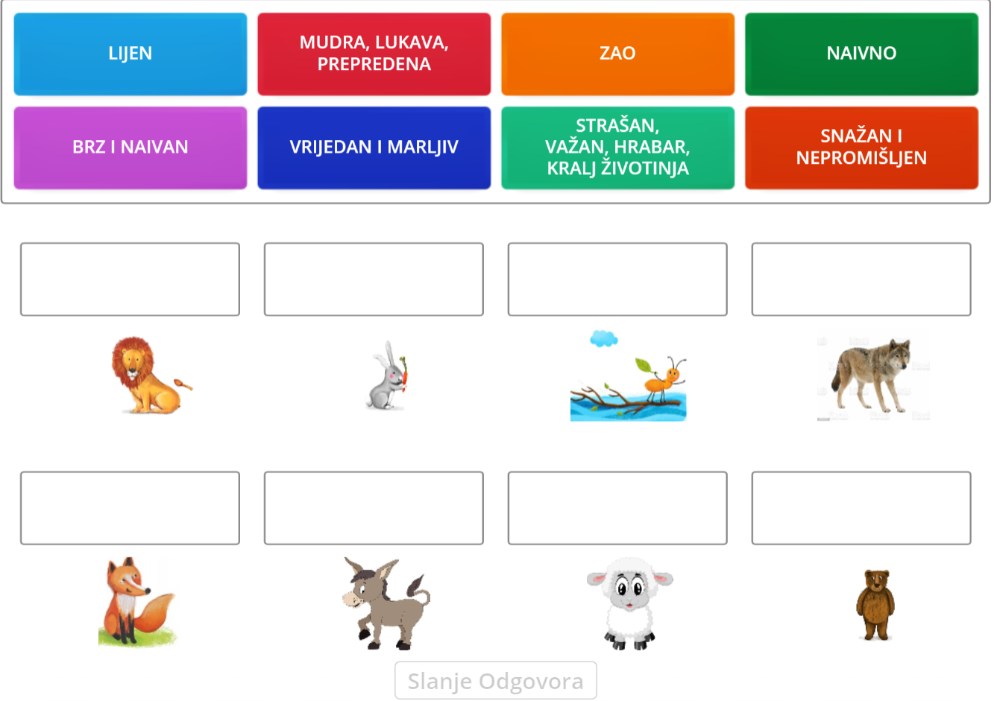 LIJEN
MUDRA, LUKAVA,
PREPREDENA
ZAO
NAIVNO
BRZ I NAIVAN
VRIJEDAN I MARLJIV
STRAŠAN,
VAŽAN, HRABAR,
KRALJ ŽIVOTINJA
SNAŽAN I
NEPROMIŠLJEN
Slanje Odgovora